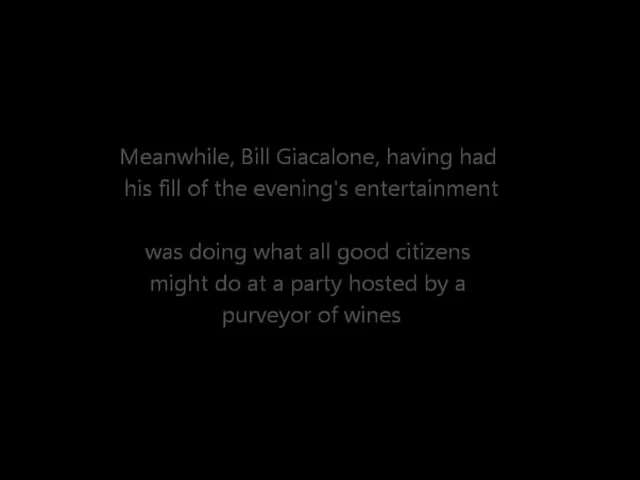 Meanwhile, Bill Giacalone, having had
his fill of the evening's entertainment
was doing what all good citizens
might do at a party hosted by a
purveyor of wines